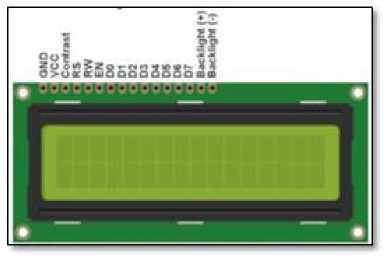 GND
VCC
Contrast
RS
RW
EN
D0
D1
D2
D3
D4
D5
D6
D7
Backlight (+)
Backlight (-)